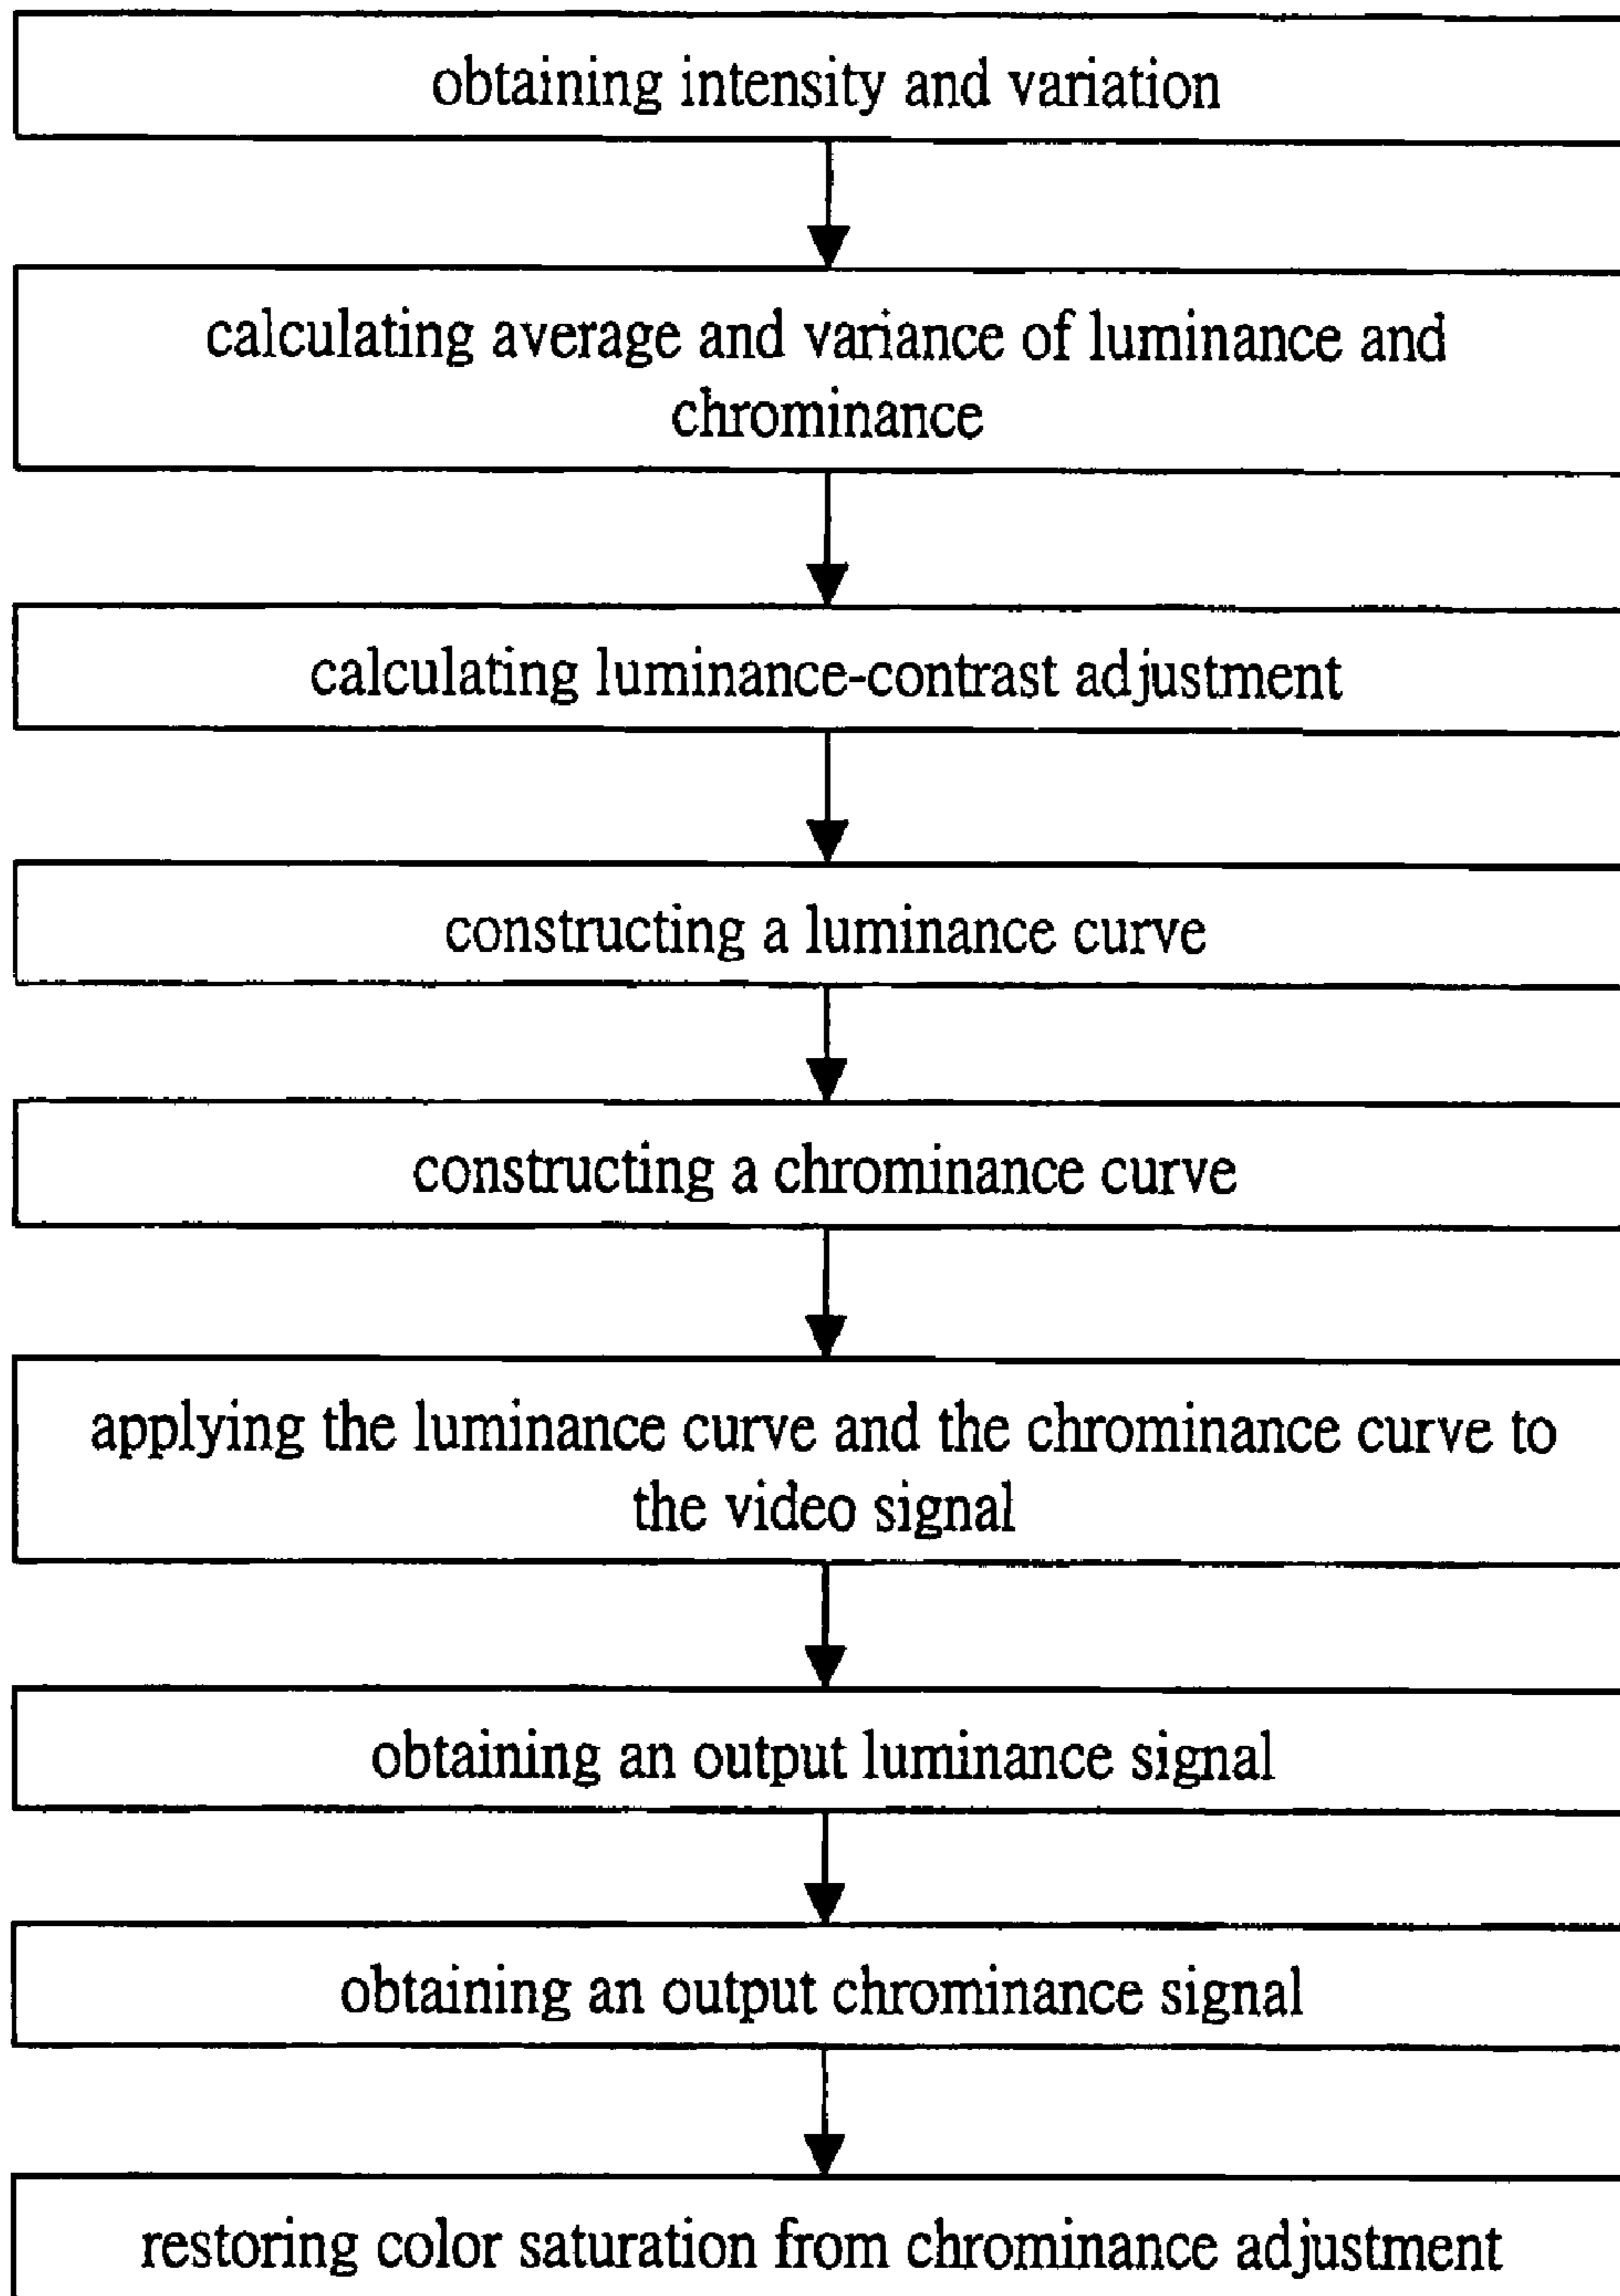 obtaining intensity and variation
calculating average and variance of luminance and
chrominance
calculating luminance-contrast adjustment
constructing a luminance curve
constructing a chrominance curve
applying the luminance curve and the chrominance curve to
the video signal
obtaining an output luminance signal
obtaining an output chrominance signal
restoring color saturation from chrominance adjustment